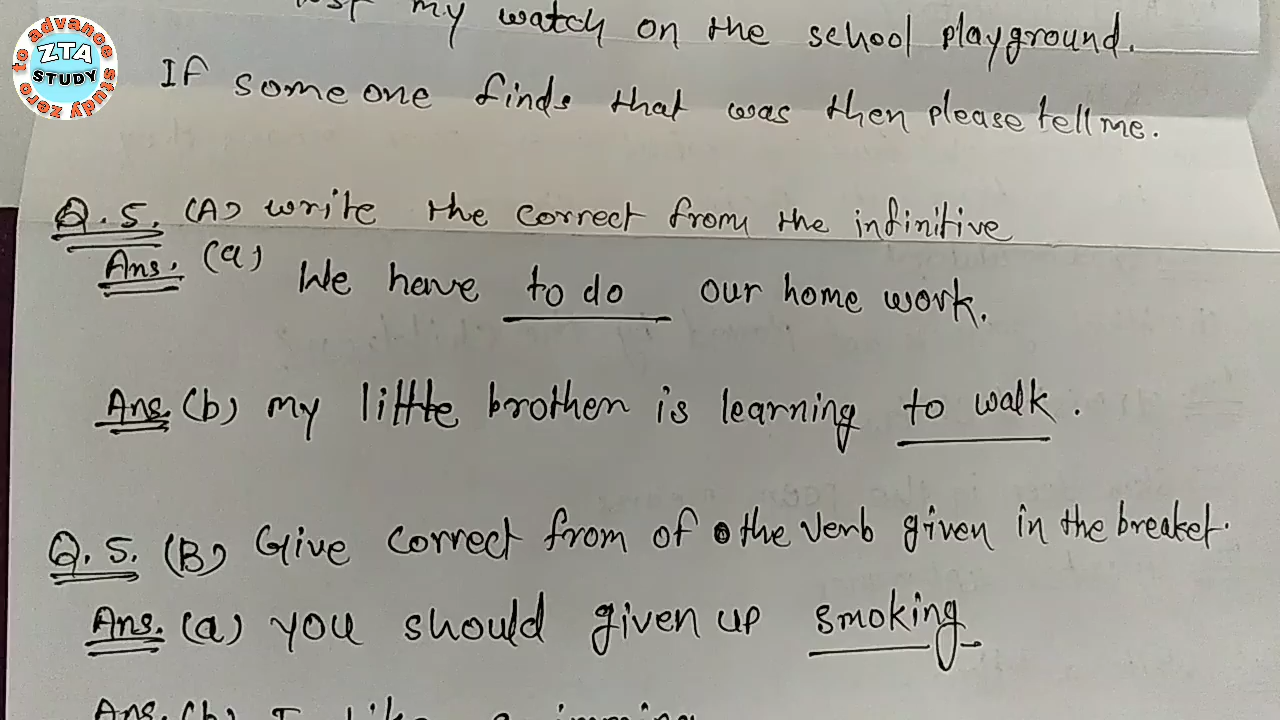 zero to advance study
ZTA
STUDY
my watch on the school playground.
If someone finds that was then please tell me.
Q.5. (A) write the correct from the infinitive
Ans. (a) We have to do our home work.
Ans. (b) my little brother is learning to walk.
Q.5. (B) Give correct from of the verb given in the breaket.
Ans. (a) you should given up smoking
Ans. (b) I